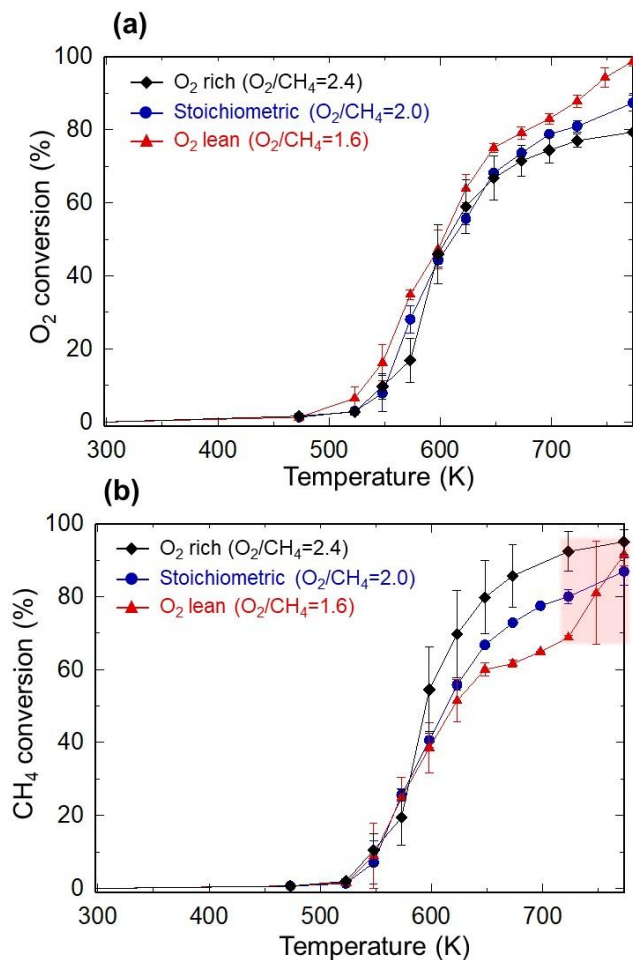 (a)
100
80
60
40
20
0
O₂ conversion (%)
O₂ rich (O₂/CH₄=2.4)
Stoichiometric (O₂/CH₄=2.0)
O₂ lean (O₂/CH₄=1.6)
300 400 500 600 700
Temperature (K)
(b)
100
80
60
40
20
0
CH₄ conversion (%)
O₂ rich (O₂/CH₄=2.4)
Stoichiometric (O₂/CH₄=2.0)
O₂ lean (O₂/CH₄=1.6)
300 400 500 600 700
Temperature (K)